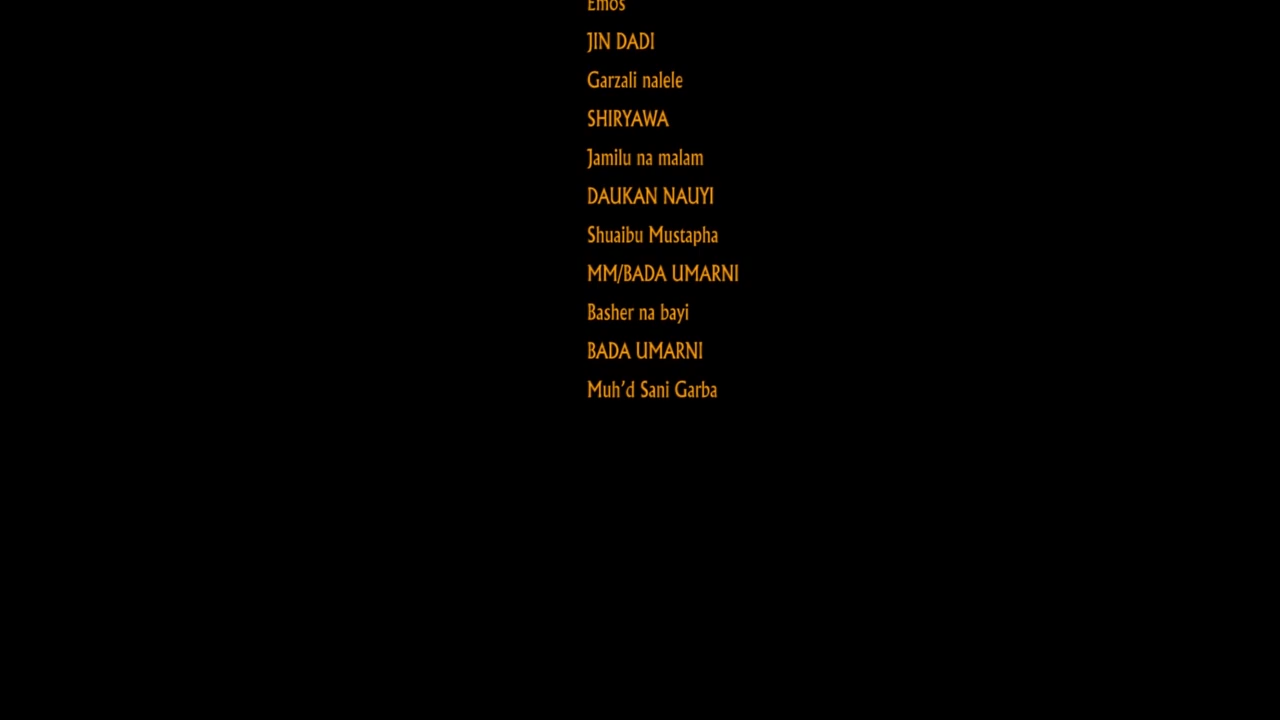 Emos
JIN DADI
Garzali nalele
SHIRYAWA
Jamilu na malam
DAUKAN NAUYI
Shuaibu Mustapha
MM/BADA UMARNI
Basher na bayi
BADA UMARNI
Muh’d Sani Garba